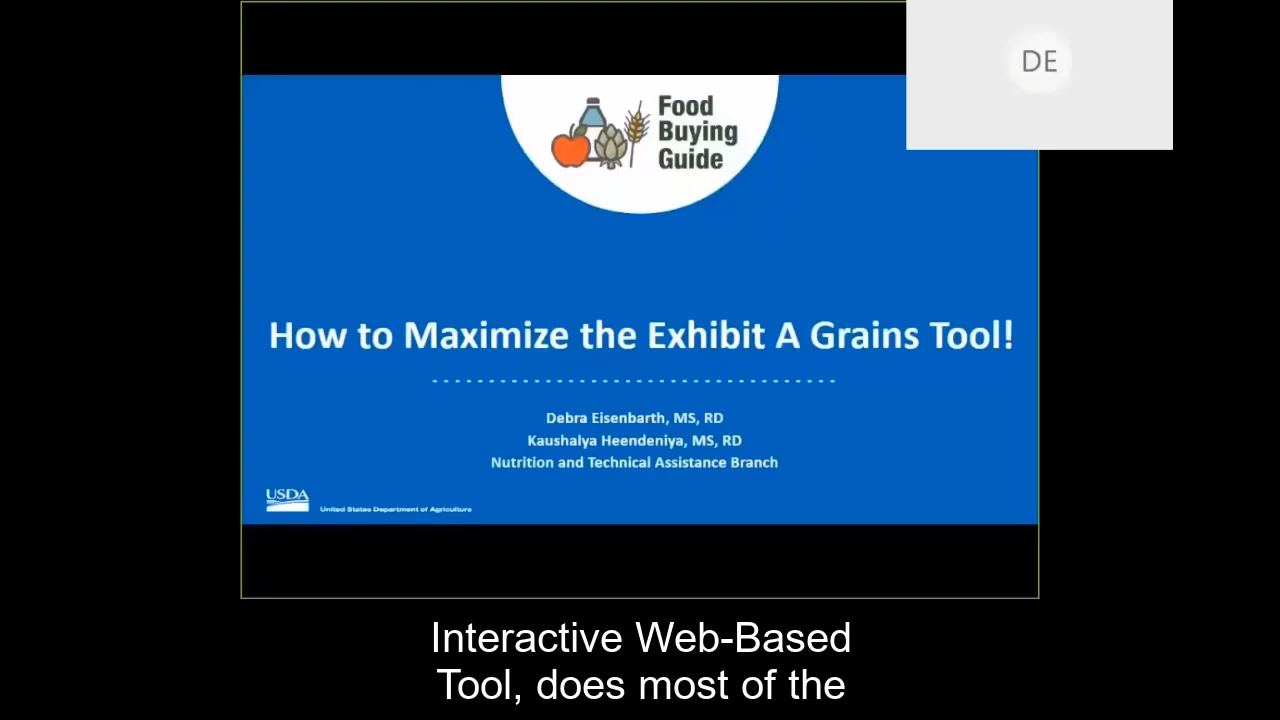 DE
Food
Buying
Guide
How to Maximize the Exhibit A Grains Tool!
Debra Eisenbarth, MS, RD
Kaushalya Heendeniya, MS, RD
Nutrition and Technical Assistance Branch
USDA
United States Department of Agriculture
Interactive Web-Based
Tool, does most of the